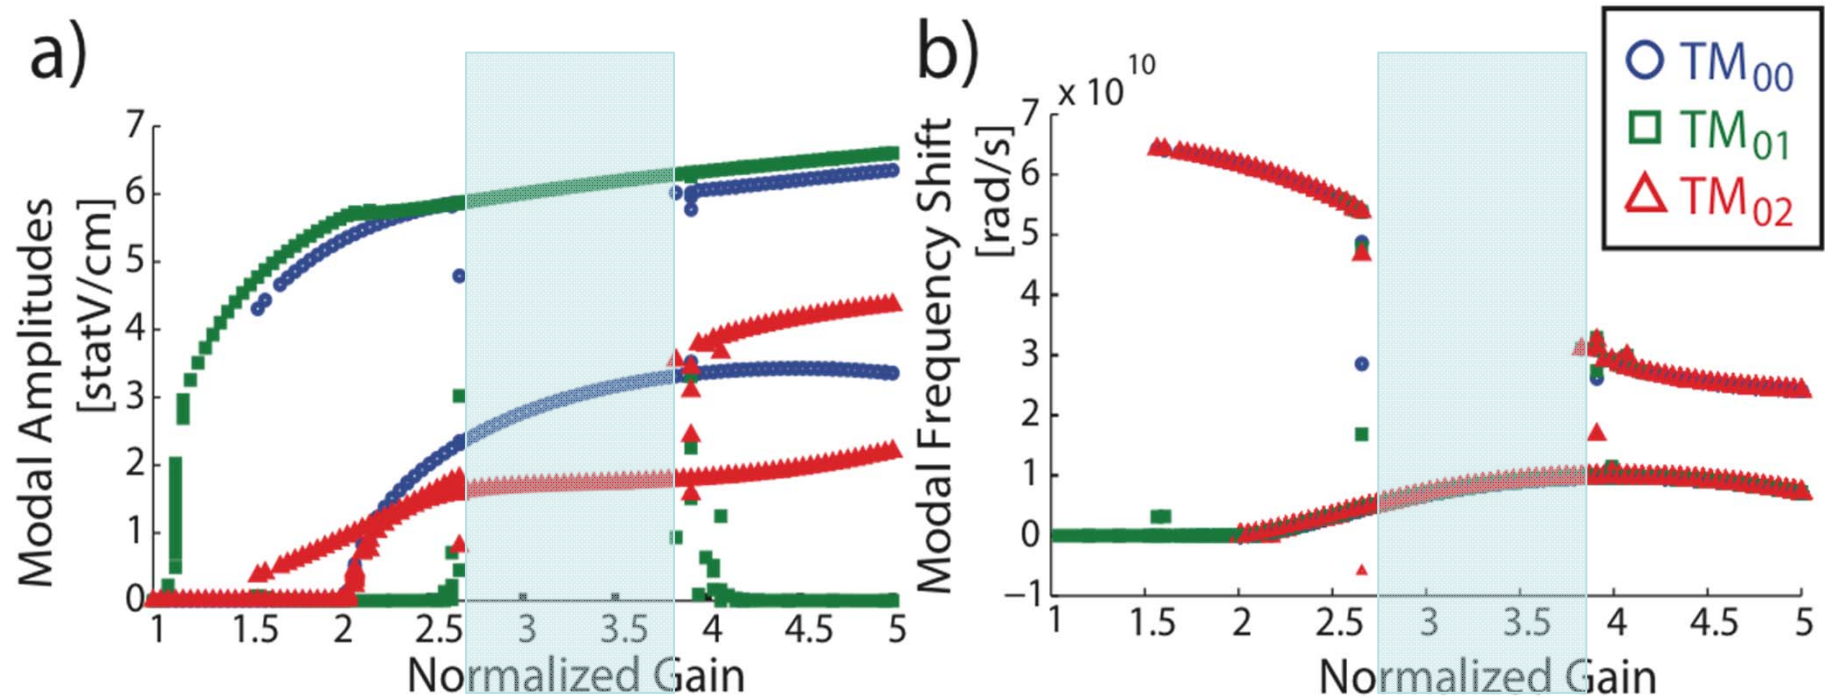 a)
Modal Amplitudes
[statV/cm]
7
6
5
4
3
2
1
0
1 1.5 2 2.5 3 3.5 4 4.5 5
Normalized Gain
b)
x 10^10
Modal Frequency Shift
[rad/s]
7
6
5
4
3
2
1
0
−1
1 1.5 2 2.5 3 3.5 4 4.5 5
Normalized Gain
TM00
TM01
TM02